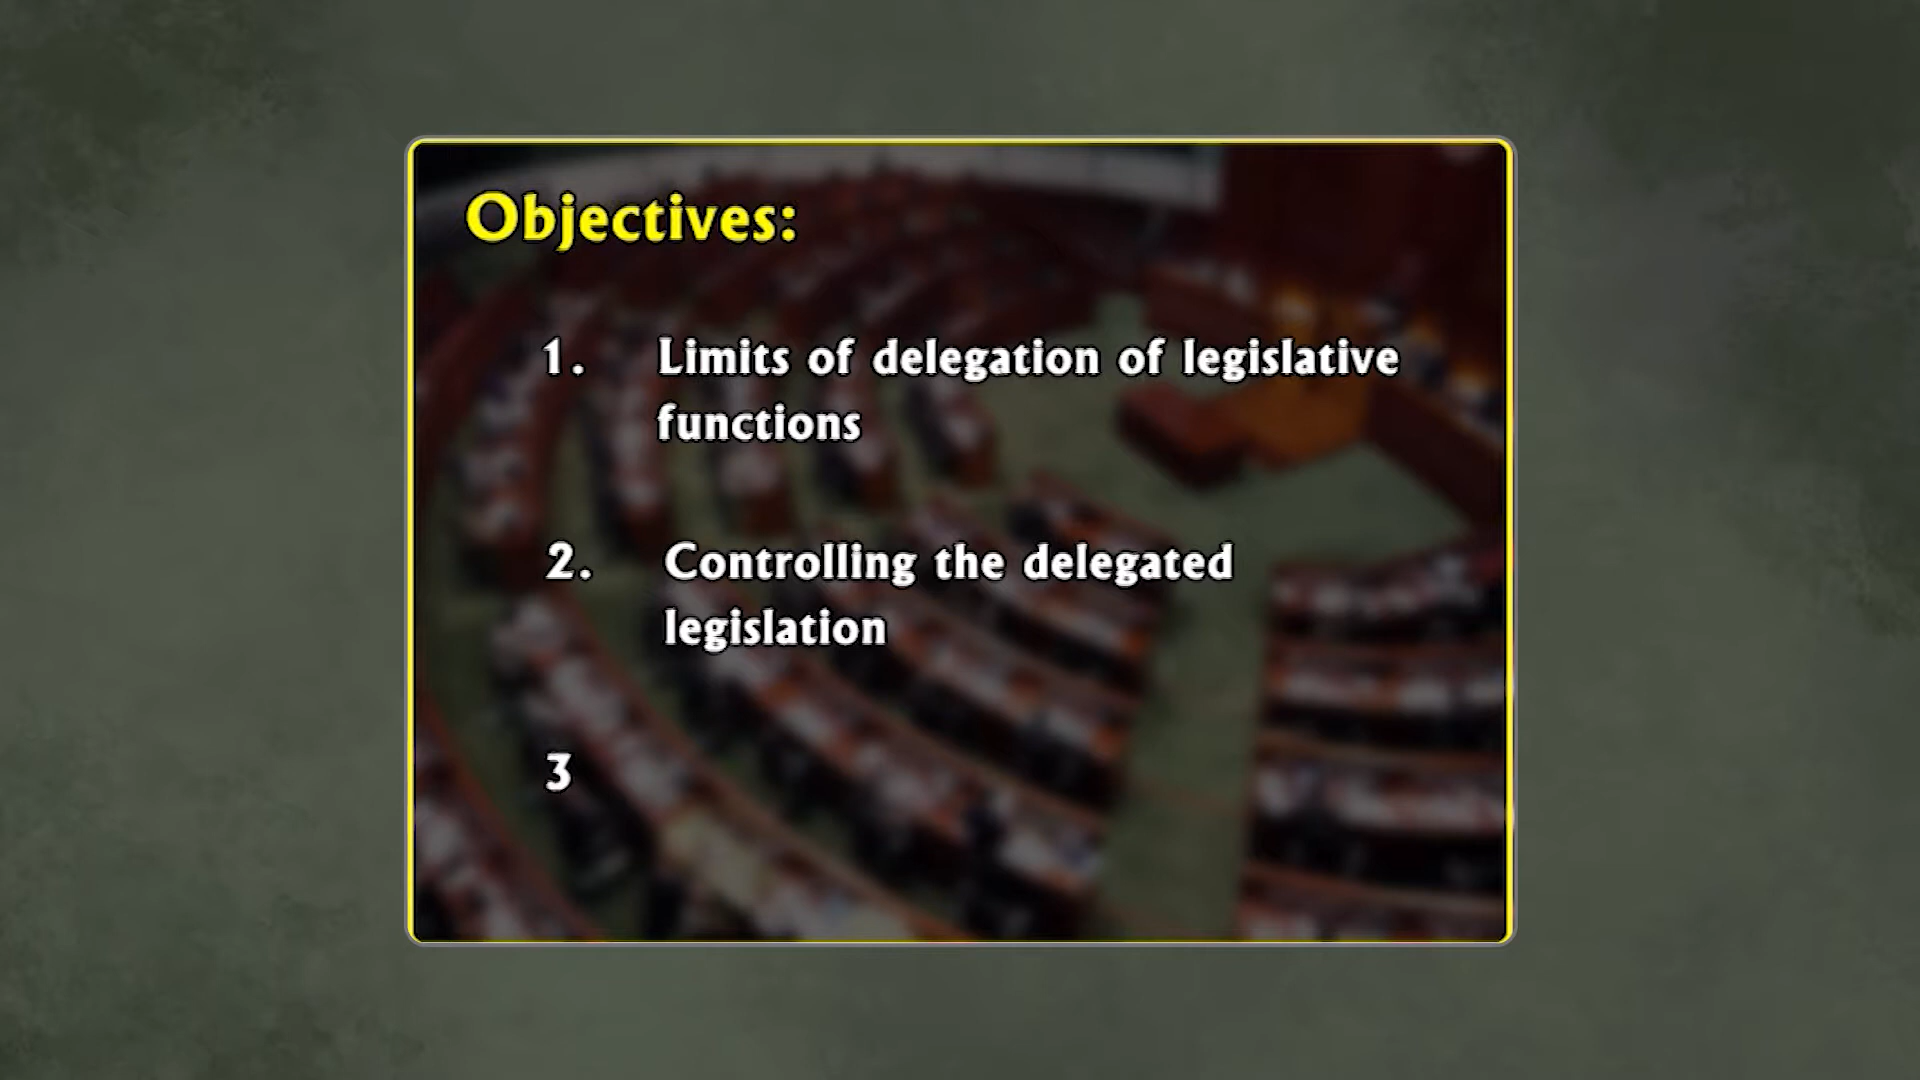 Objectives:
1. Limits of delegation of legislative
functions
2. Controlling the delegated
legislation
3